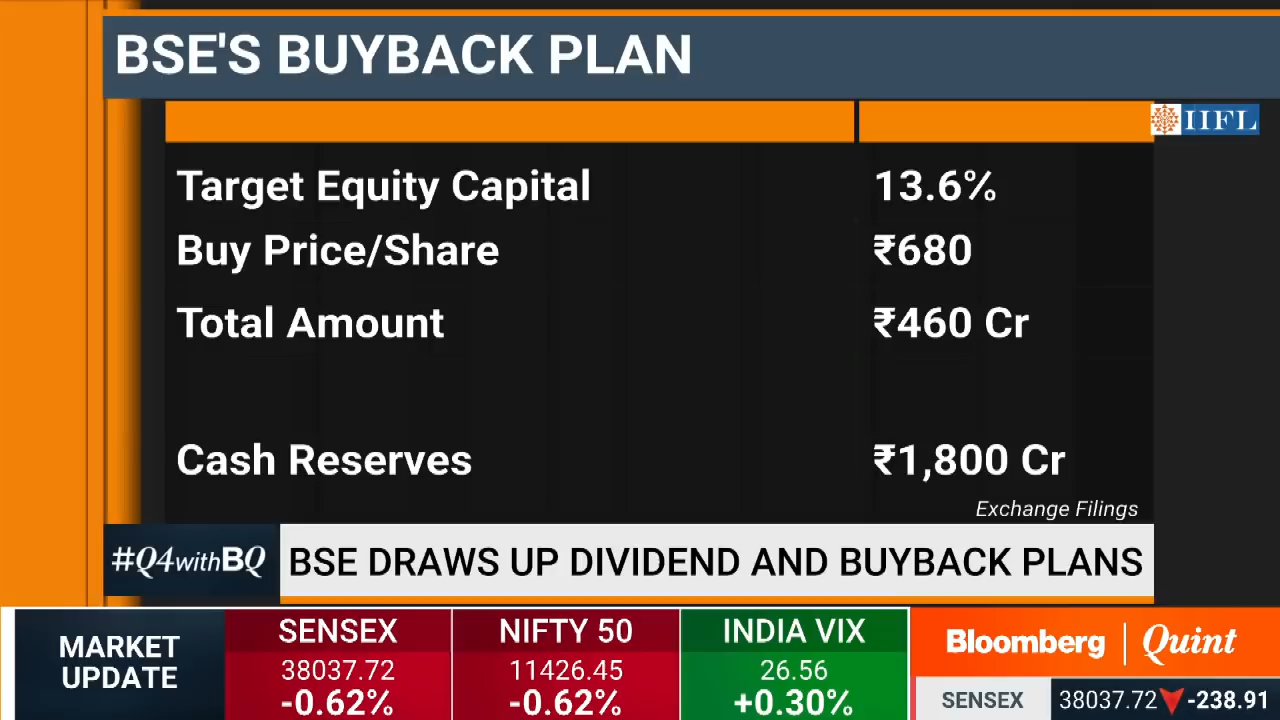 BSE'S BUYBACK PLAN
IIFL
Target Equity Capital 13.6%
Buy Price/Share ₹680
Total Amount ₹460 Cr
Cash Reserves ₹1,800 Cr
Exchange Filings
#Q4withBQ BSE DRAWS UP DIVIDEND AND BUYBACK PLANS
MARKET UPDATE
SENSEX
38037.72
-0.62%
NIFTY 50
11426.45
-0.62%
INDIA VIX
26.56
+0.30%
Bloomberg | Quint
SENSEX 38037.72 -238.91